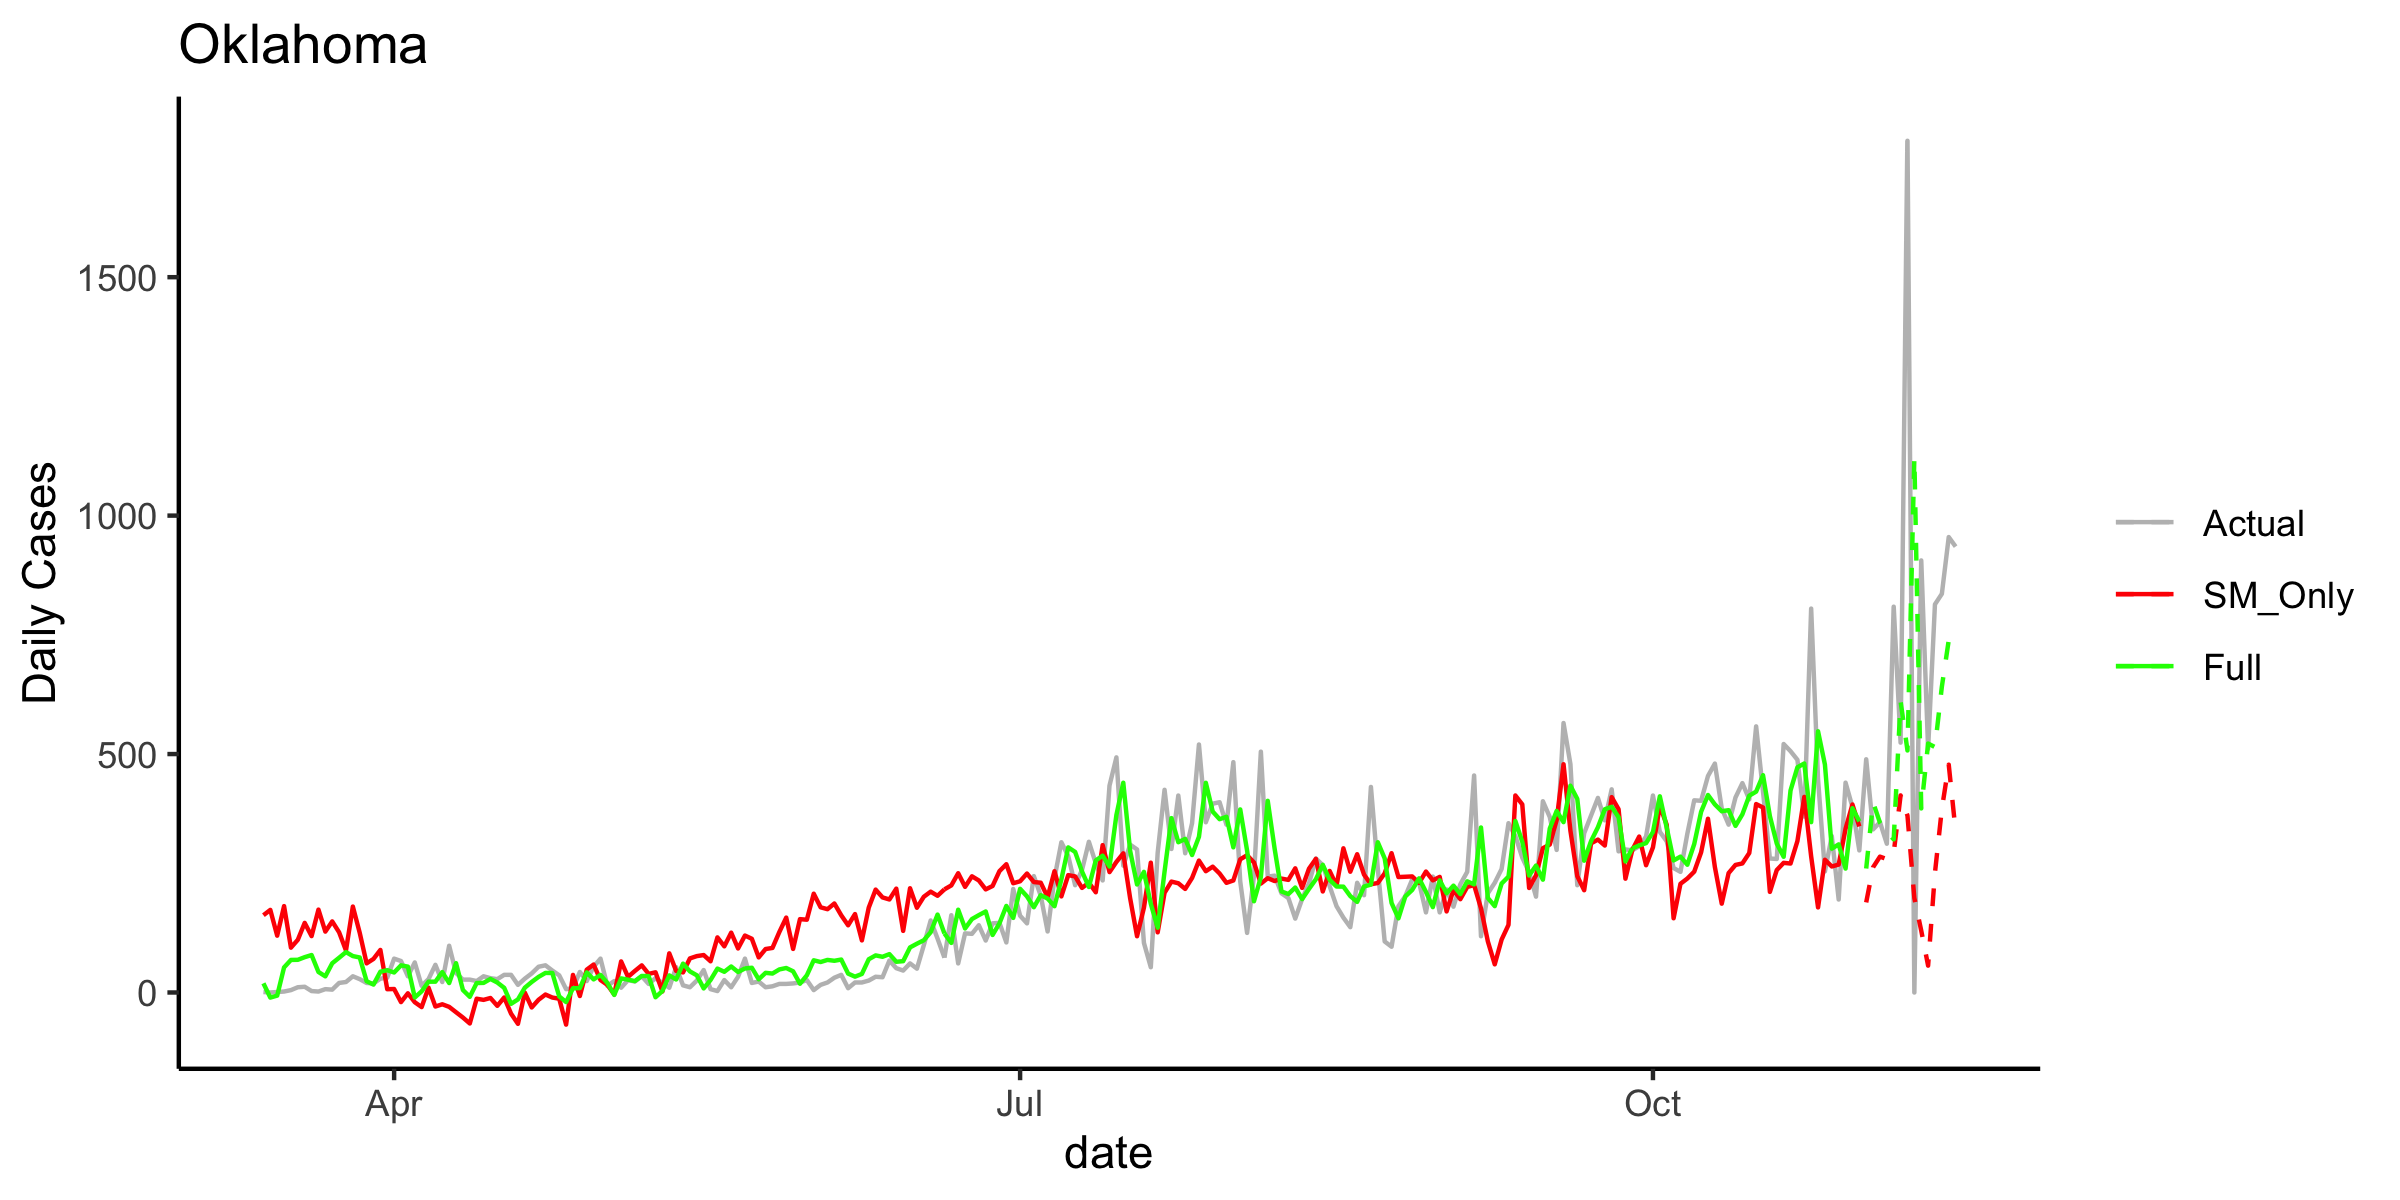 Oklahoma
Daily Cases
1500
1000
500
0
Apr
Jul
Oct
date
Actual
SM_Only
Full